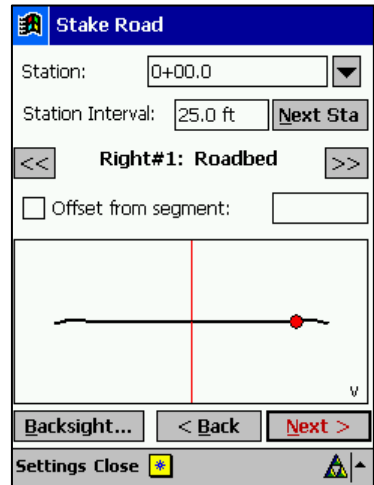 Stake Road
Station: 0+00.0
Station Interval: 25.0 ft Next Sta
<< Right#1: Roadbed >>
Offset from segment:
V
Backsight... < Back Next >
Settings Close